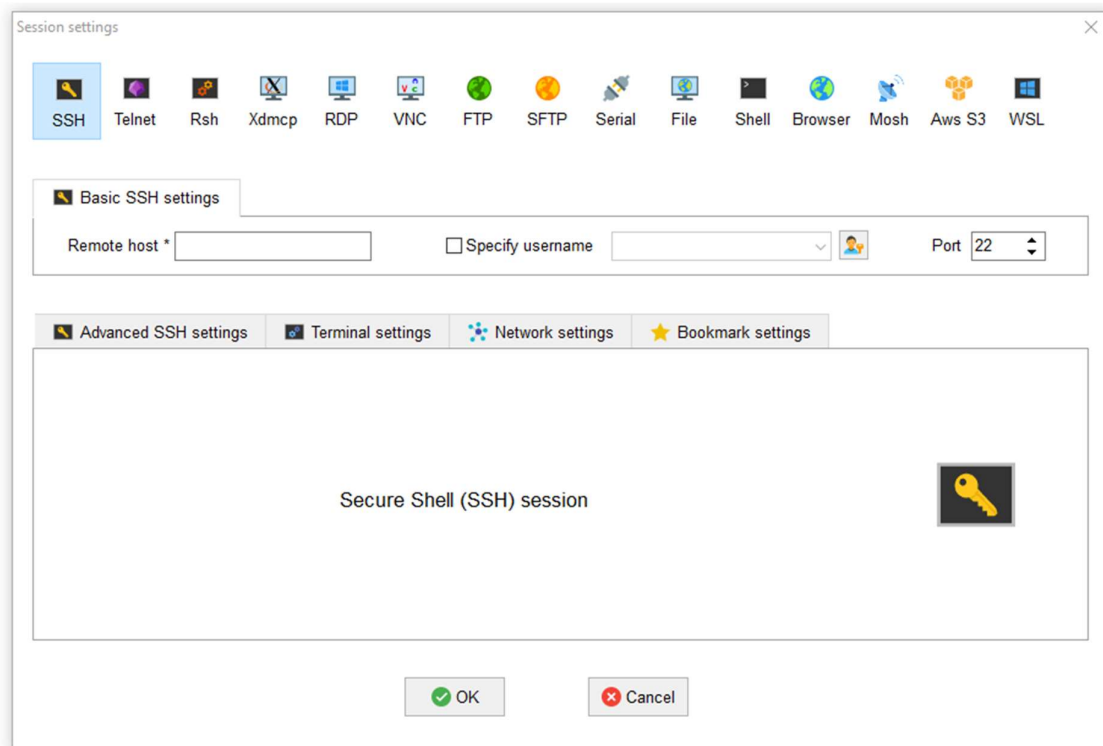 Session settings
SSH Telnet Rsh Xdmcp RDP VNC FTP SFTP Serial File Shell Browser Mosh Aws S3 WSL
Basic SSH settings
Remote host * Specify username Port 22
Advanced SSH settings Terminal settings Network settings Bookmark settings
Secure Shell (SSH) session
OK Cancel